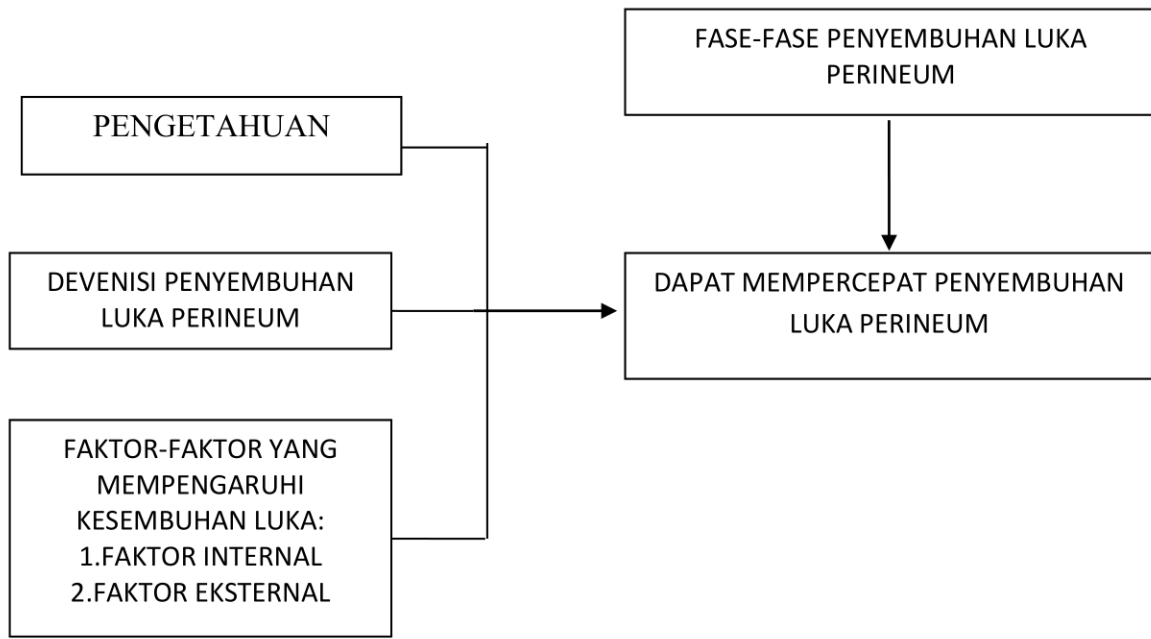 FASE-FASE PENYEMBUHAN LUKA
PERINEUM
PENGETAHUAN
DEVENISI PENYEMBUHAN
LUKA PERINEUM
DAPAT MEMPERCEPAT PENYEMBUHAN
LUKA PERINEUM
FAKTOR-FAKTOR YANG
MEMPENGARUHI
KESEMBUHAN LUKA:
1.FAKTOR INTERNAL
2.FAKTOR EKSTERNAL